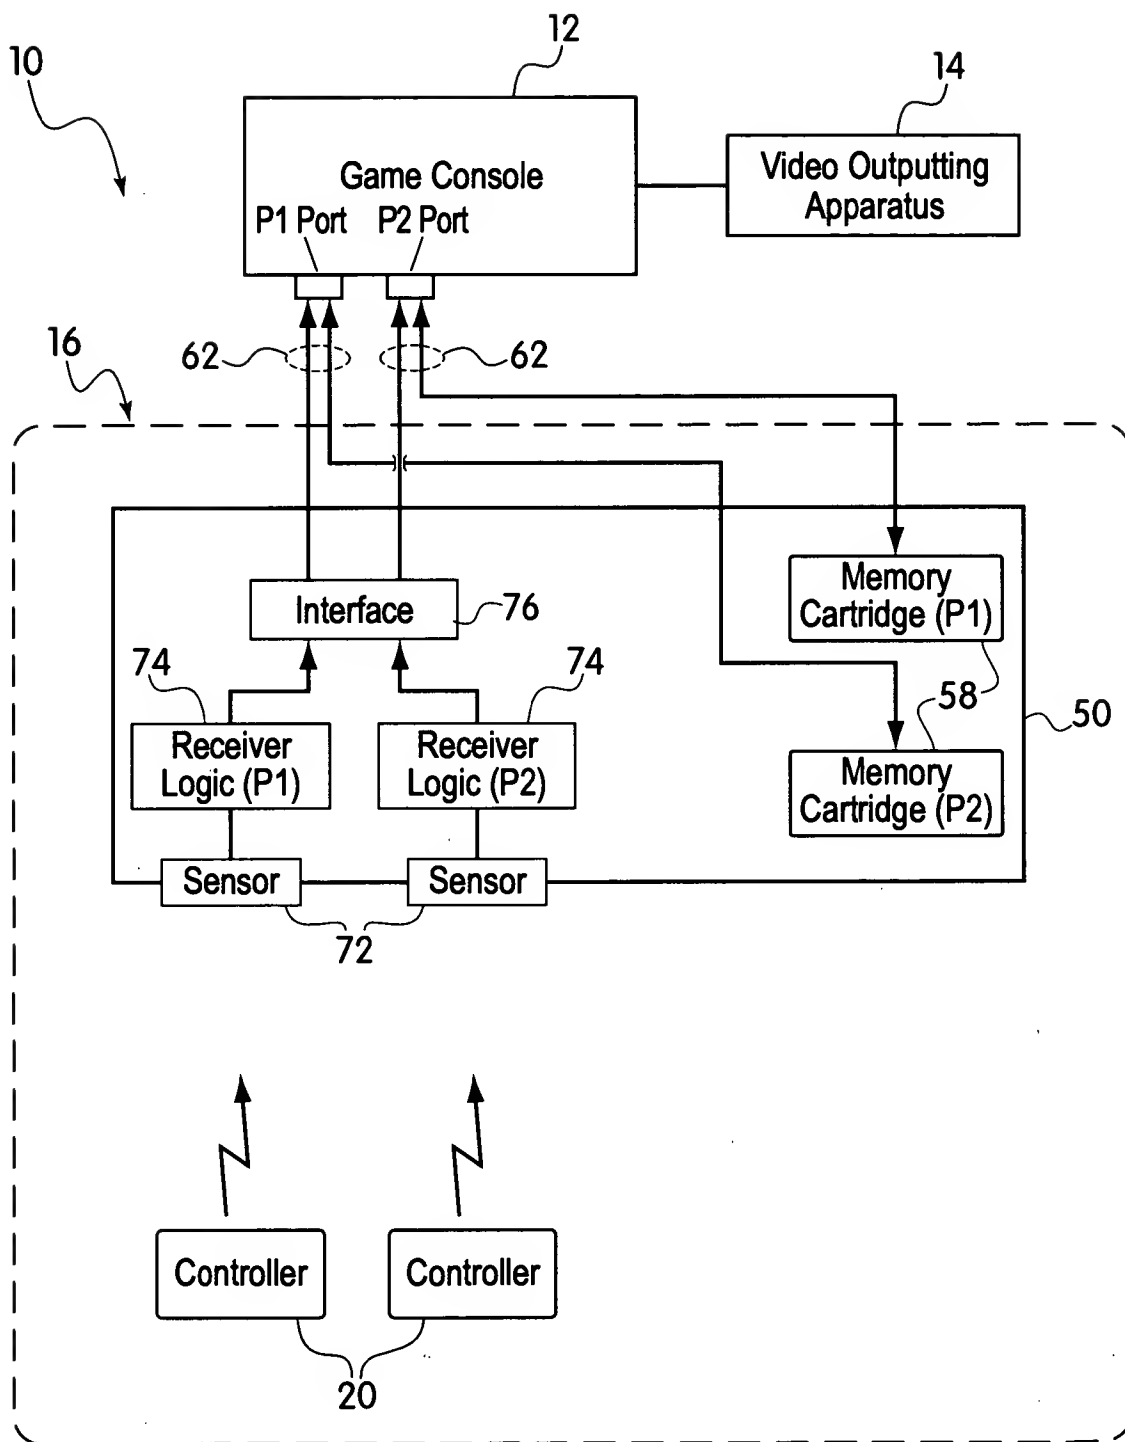 12
10
14
Game Console
Video Outputting
Apparatus
P1 Port
P2 Port
16
62
62
Memory
Cartridge (P1)
Interface
76
74
74
58
50
Receiver
Logic (P1)
Receiver
Logic (P2)
Memory
Cartridge (P2)
Sensor
Sensor
72
Controller
Controller
20